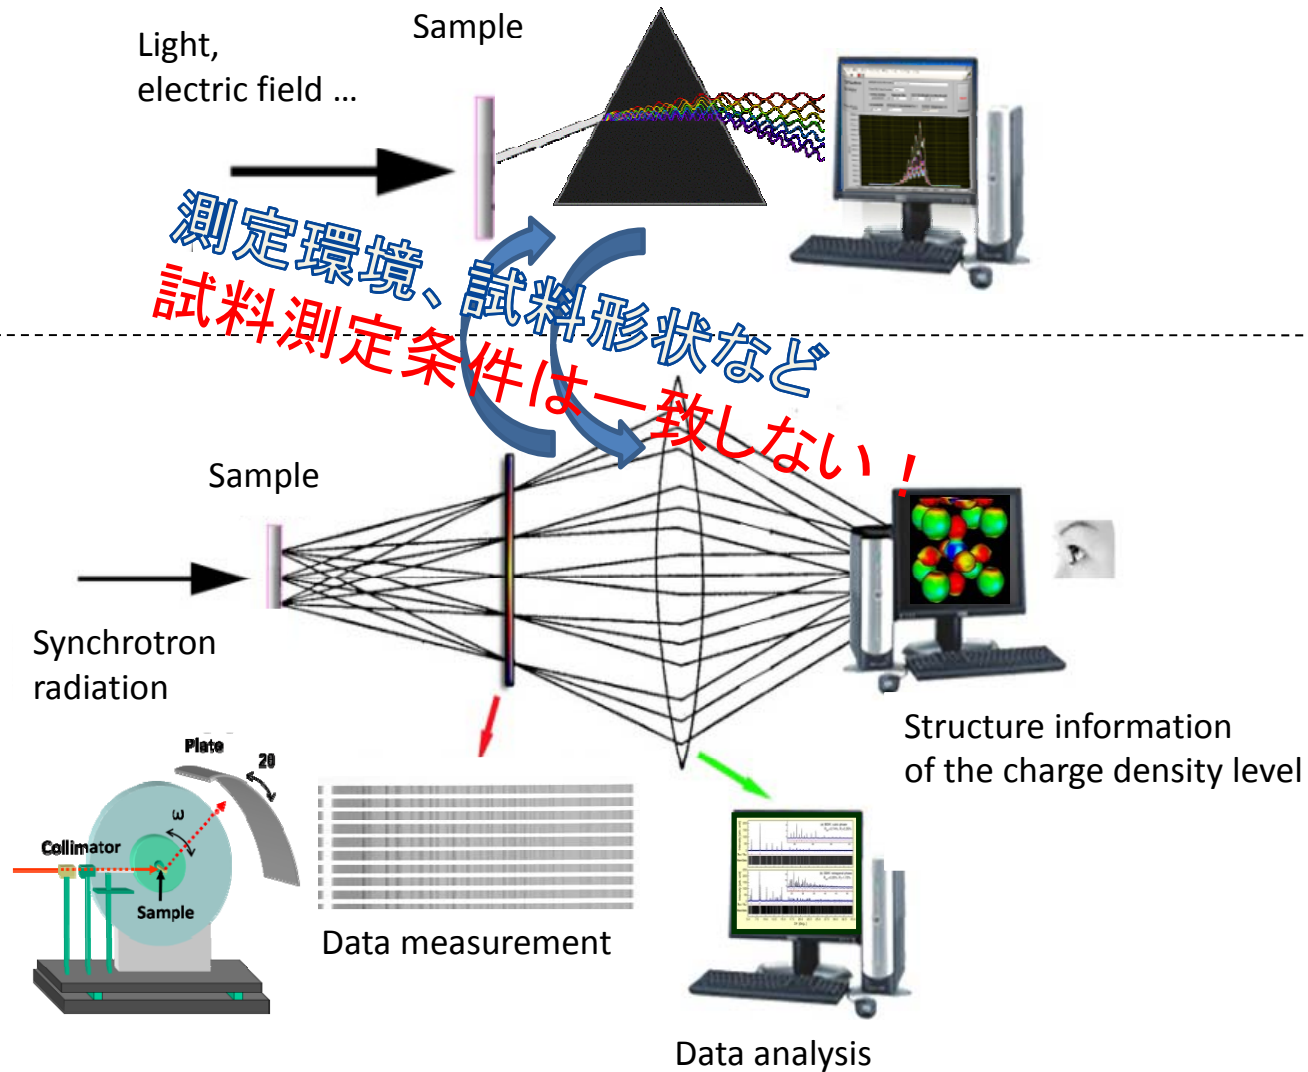 Light,
electric field ...
Sample
測定環境、試料形状など
試料測定条件は一致しない！
Sample
Synchrotron
radiation
Structure information
of the charge density level
Plate
2θ
ω
Collimator
Sample
Data measurement
Data analysis